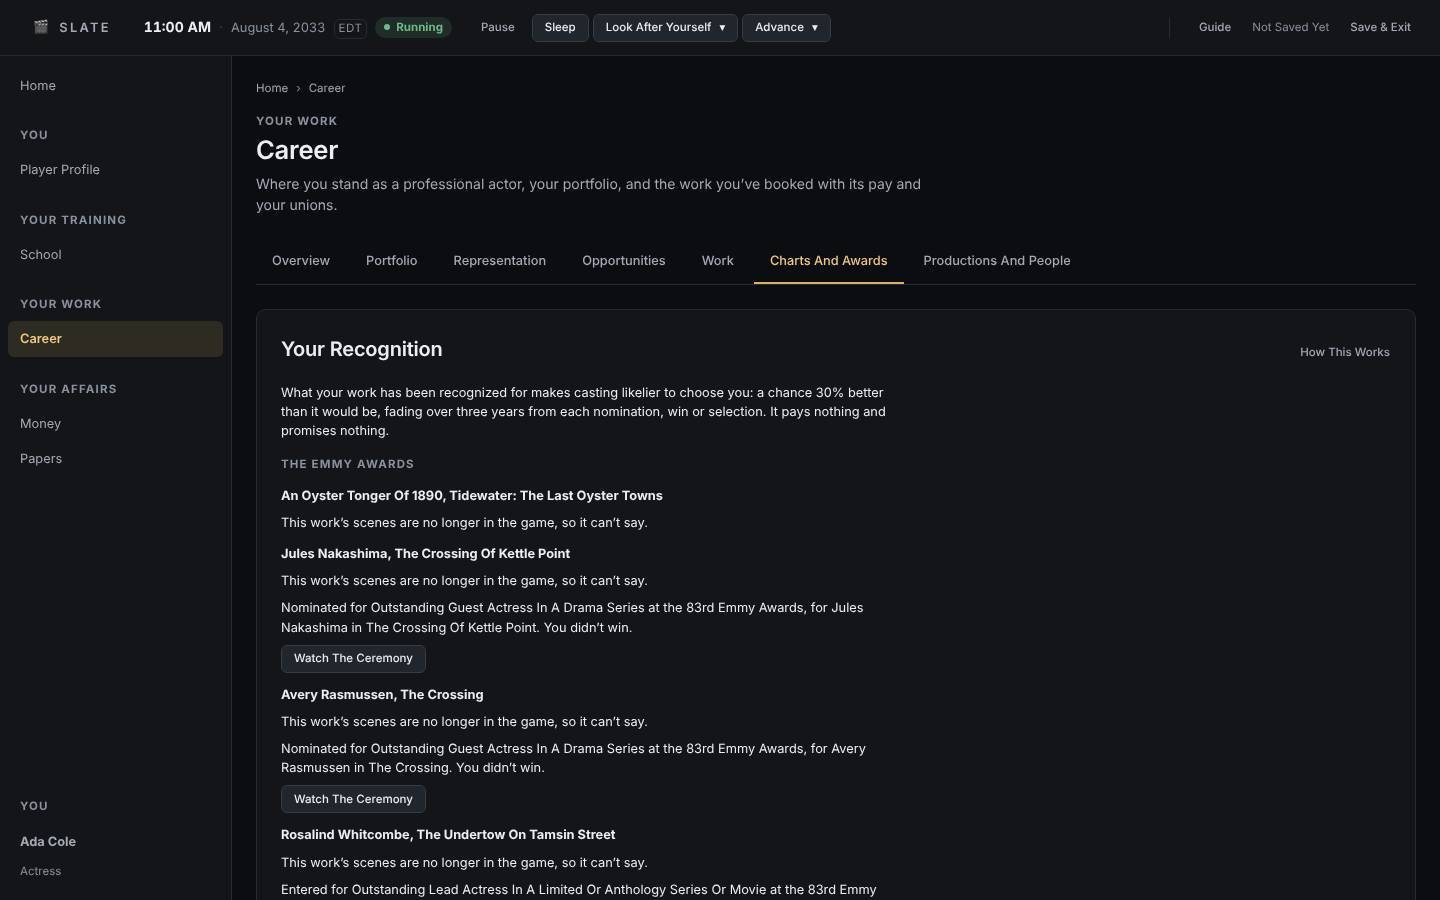 SLATE
11:00 AM · August 4, 2033 EDT Running Pause Sleep Look After Yourself ▾ Advance ▾ Guide Not Saved Yet Save & Exit
Home
YOU
Player Profile
YOUR TRAINING
School
YOUR WORK
Career
YOUR AFFAIRS
Money
Papers
YOU
Ada Cole
Actress
Home › Career
YOUR WORK
Career
Where you stand as a professional actor, your portfolio, and the work you’ve booked with its pay and
your unions.
Overview Portfolio Representation Opportunities Work Charts And Awards Productions And People
Your Recognition
How This Works
What your work has been recognized for makes casting likelier to choose you: a chance 30% better
than it would be, fading over three years from each nomination, win or selection. It pays nothing and
promises nothing.
THE EMMY AWARDS
An Oyster Tonger Of 1890, Tidewater: The Last Oyster Towns
This work’s scenes are no longer in the game, so it can’t say.
Jules Nakashima, The Crossing Of Kettle Point
This work’s scenes are no longer in the game, so it can’t say.
Nominated for Outstanding Guest Actress In A Drama Series at the 83rd Emmy Awards, for Jules
Nakashima in The Crossing Of Kettle Point. You didn’t win.
Watch The Ceremony
Avery Rasmussen, The Crossing
This work’s scenes are no longer in the game, so it can’t say.
Nominated for Outstanding Guest Actress In A Drama Series at the 83rd Emmy Awards, for Avery
Rasmussen in The Crossing. You didn’t win.
Watch The Ceremony
Rosalind Whitcombe, The Undertow On Tamsin Street
This work’s scenes are no longer in the game, so it can’t say.
Entered for Outstanding Lead Actress In A Limited Or Anthology Series Or Movie at the 83rd Emmy